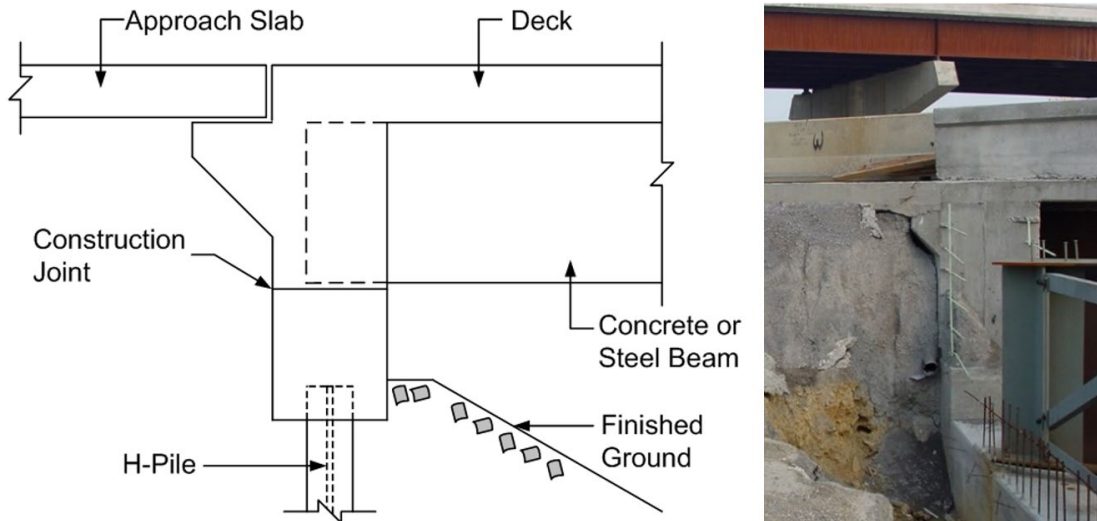 Approach Slab
Deck
Construction
Joint
Concrete or
Steel Beam
Finished
Ground
H-Pile
W